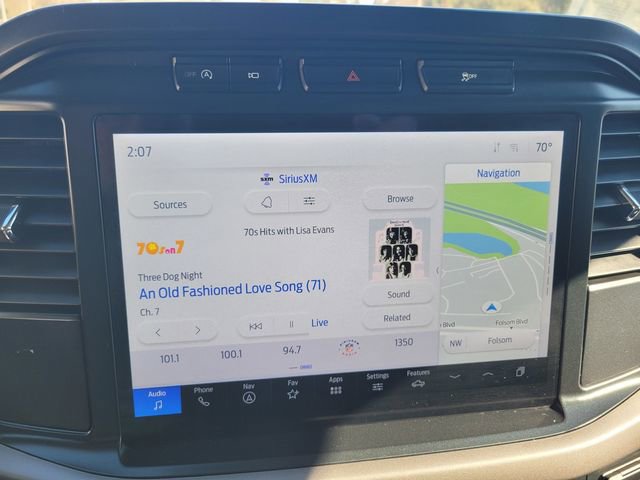 OFF
OFF
2:07
70°
sxm SiriusXM
Navigation
Sources
Browse
70s Hits with Lisa Evans
70s on 7
Three Dog Night
An Old Fashioned Love Song (71)
Sound
Ch. 7
Related
Live
Blvd
Folsom Blvd
NW
Folsom
101.1
100.1
94.7
1350
Audio
Phone
Nav
Fav
Apps
Settings
Features